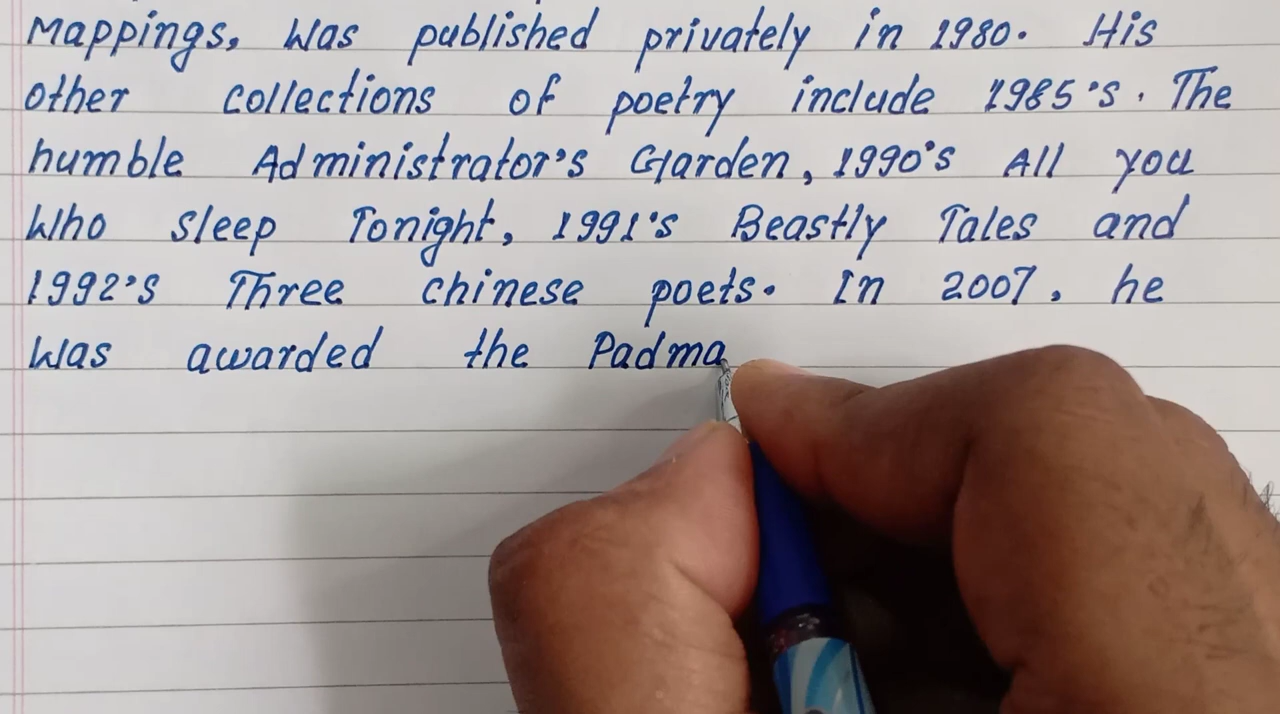 Mappings, was published privately in 1980. His
other collections of poetry include 1985's. The
humble Administrator's Garden, 1990's All you
Who sleep Tonight, 1991's Beastly Tales and
1992's Three chinese poets. In 2007, he
was awarded the Padma